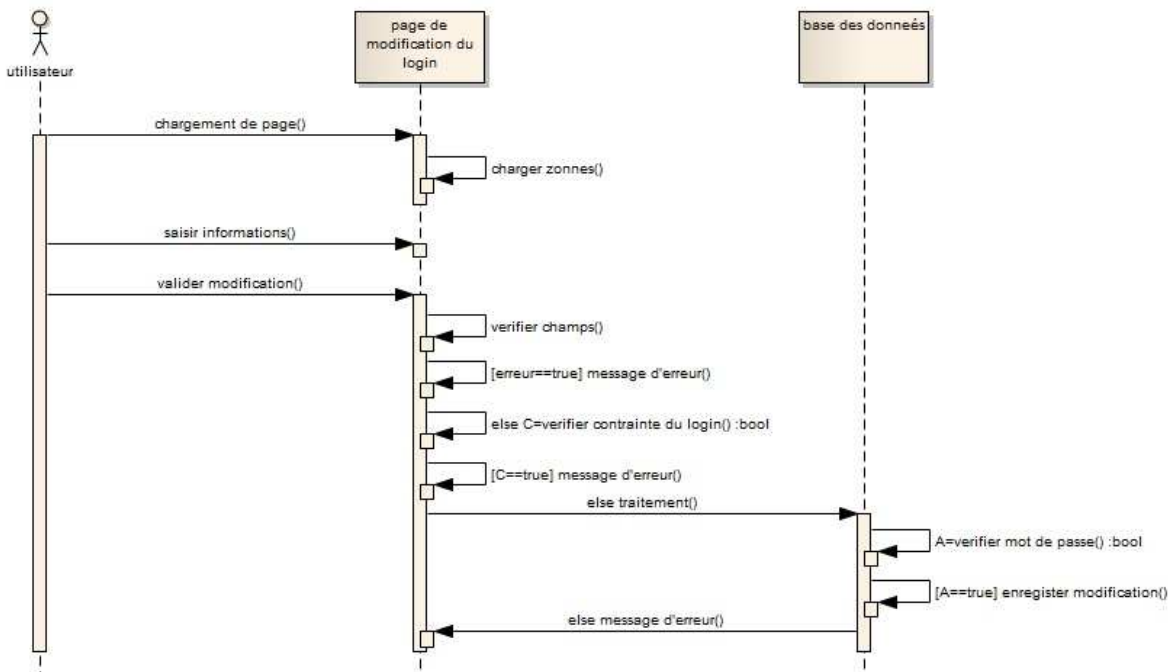 utilisateur
page de
modification du
login
base des donneés
chargement de page()
charger zonnes()
saisir informations()
valider modification()
verifier champs()
[erreur==true] message d'erreur()
else C=verifier contrainte du login() :bool
[C==true] message d'erreur()
else traitement()
A=verifier mot de passe() :bool
[A==true] enregister modification()
else message d'erreur()